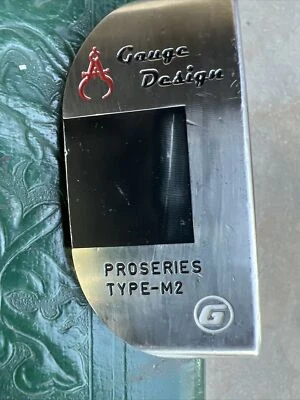 Gauge
Design
PROSERIES
TYPE-M2
G